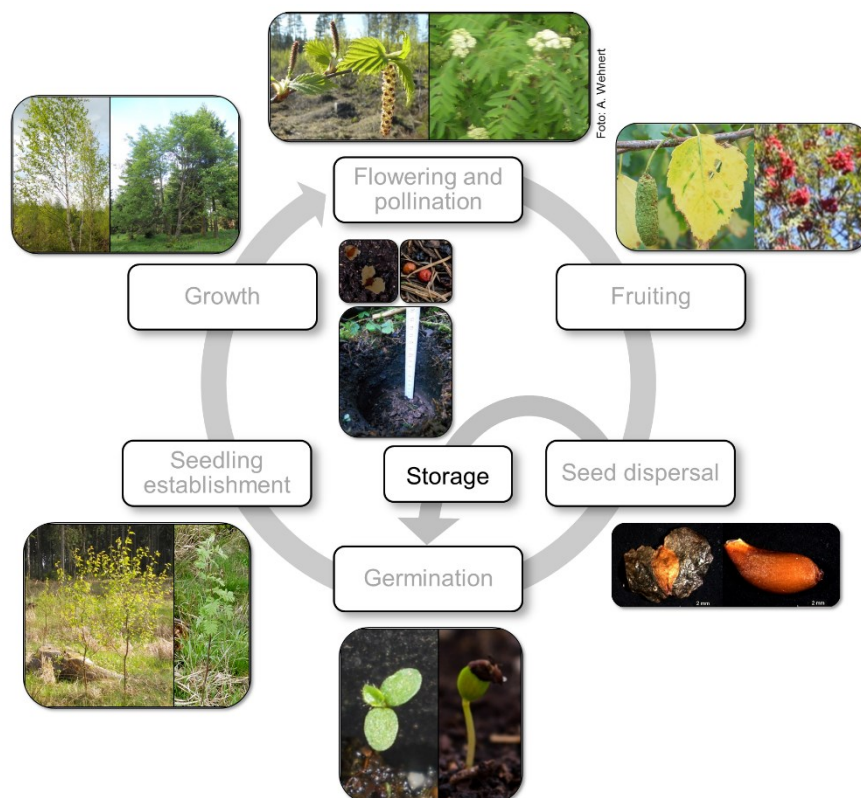 Foto: A. Wehnert
Flowering and
pollination
Growth
Fruiting
Seedling
establishment
Storage
Seed dispersal
Germination
2 mm
2 mm